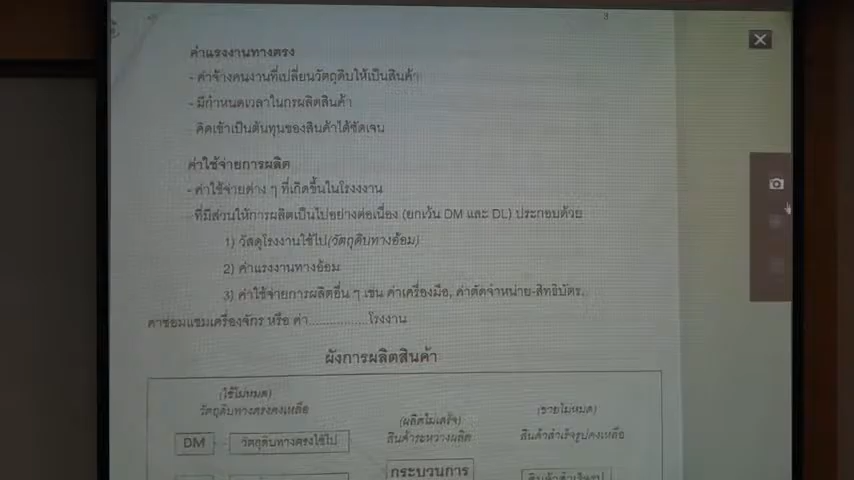 3
ค่าแรงงานทางตรง
- ค่าจ้างคนงานที่เปลี่ยนวัตถุดิบให้เป็นสินค้า
- มีกำหนดเวลาในกรผลิตสินค้า
คิดเข้าเป็นต้นทุนของสินค้าได้ชัดเจน
ค่าใช้จ่ายการผลิต
- ค่าใช้จ่ายต่าง ๆ ที่เกิดขึ้นในโรงงงาน
ที่มีส่วนให้การผลิตเป็นไปอย่างต่อเนื่อง (ยกเว้น DM และ DL) ประกอบด้วย
1) วัสดุโรงงานใช้ไป(วัตถุดิบทางอ้อม)
2) ค่าแรงงานทางอ้อม
3) ค่าใช้จ่ายการผลิตอื่น ๆ เช่น ค่าเครื่องมือ, ค่าตัดจำหน่าย-สิทธิบัตร,
ค่าซ่อมแซมเครื่องจักร หรือ ค่า................โรงงาน
ผังการผลิตสินค้า
(ใช้ไม่หมด)
วัตถุดิบทางตรงคงเหลือ
(ผลิตไม่เสร็จ)
(ขายไม่หมด)
DM
วัตถุดิบทางตรงใช้ไป
สินค้าระหว่างผลิต
สินค้าสำเร็จรูปคงเหลือ
กระบวนการ
สินค้าสำเร็จรูป